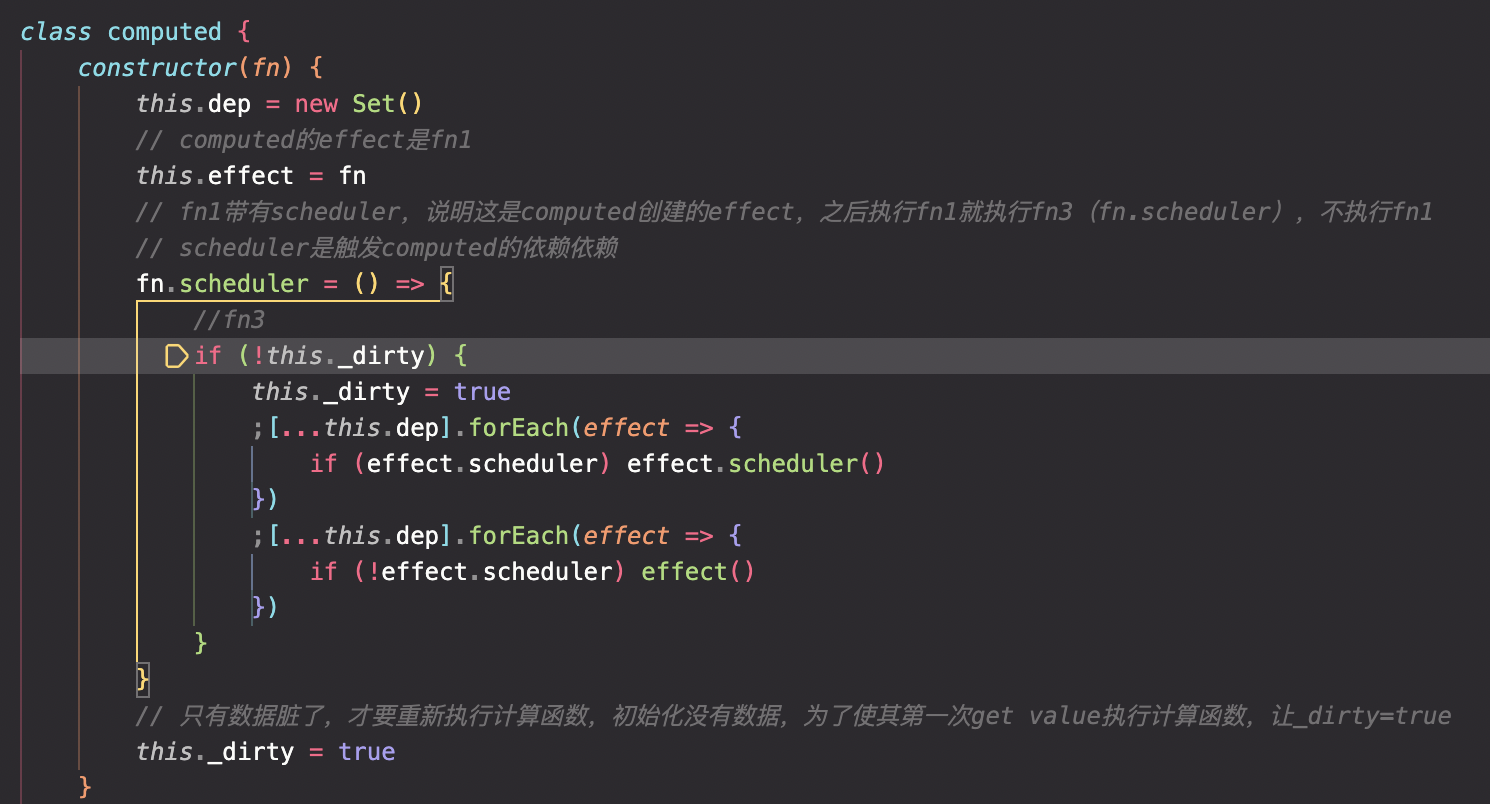 class computed {
constructor(fn) {
this.dep = new Set()
// computed的effect是fn1
this.effect = fn
// fn1带有scheduler，说明这是computed创建的effect，之后执行fn1就执行fn3（fn.scheduler），不执行fn1
// scheduler是触发computed的依赖依赖
fn.scheduler = () => {
//fn3
if (!this._dirty) {
this._dirty = true
;[...this.dep].forEach(effect => {
if (effect.scheduler) effect.scheduler()
})
;[...this.dep].forEach(effect => {
if (!effect.scheduler) effect()
})
}
}
// 只有数据脏了，才要重新执行计算函数，初始化没有数据，为了使其第一次get value执行计算函数，让_dirty=true
this._dirty = true
}